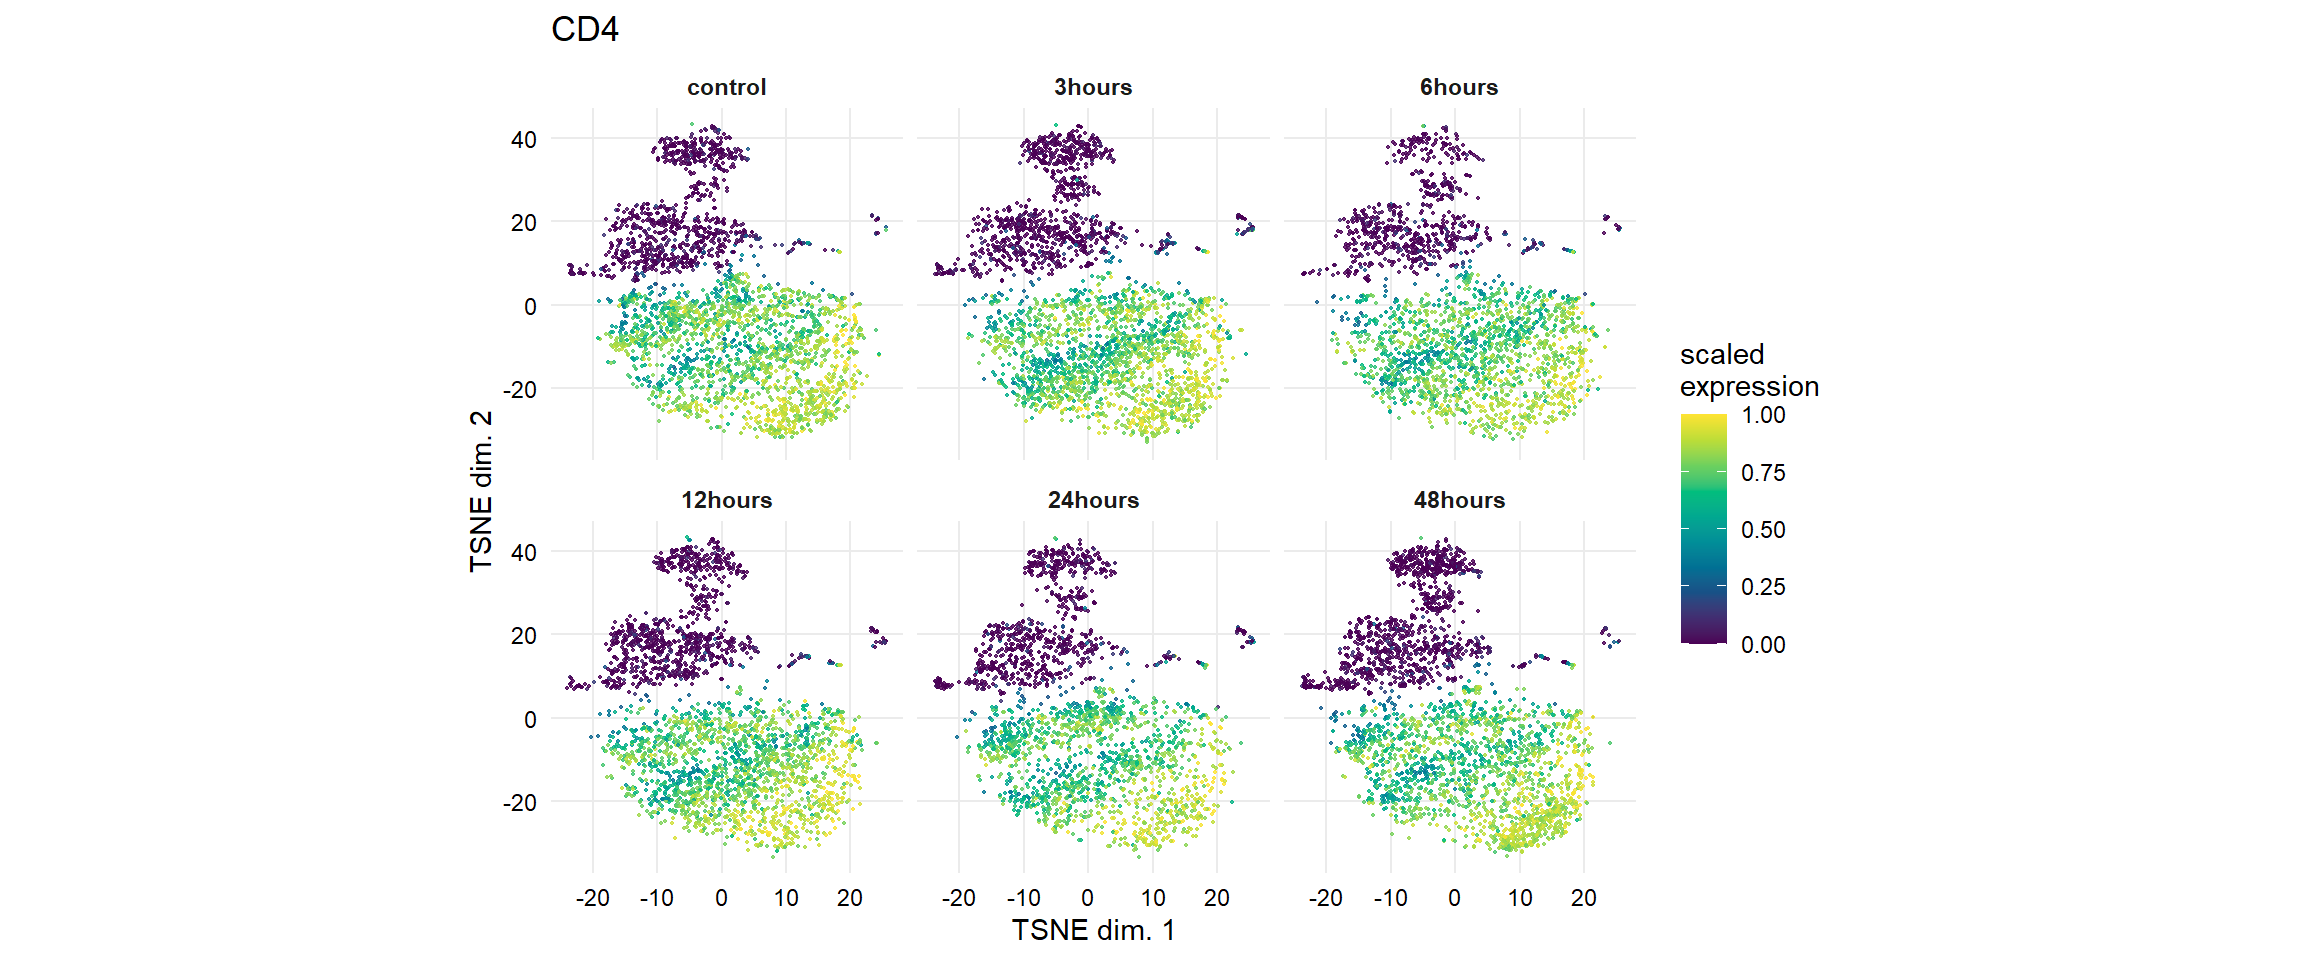 CD4
control
3hours
6hours
40
20
0
-20
12hours
24hours
48hours
40
20
0
-20
-20 -10 0 10 20
-20 -10 0 10 20
-20 -10 0 10 20
TSNE dim. 1
TSNE dim. 2
scaled
expression
1.00
0.75
0.50
0.25
0.00